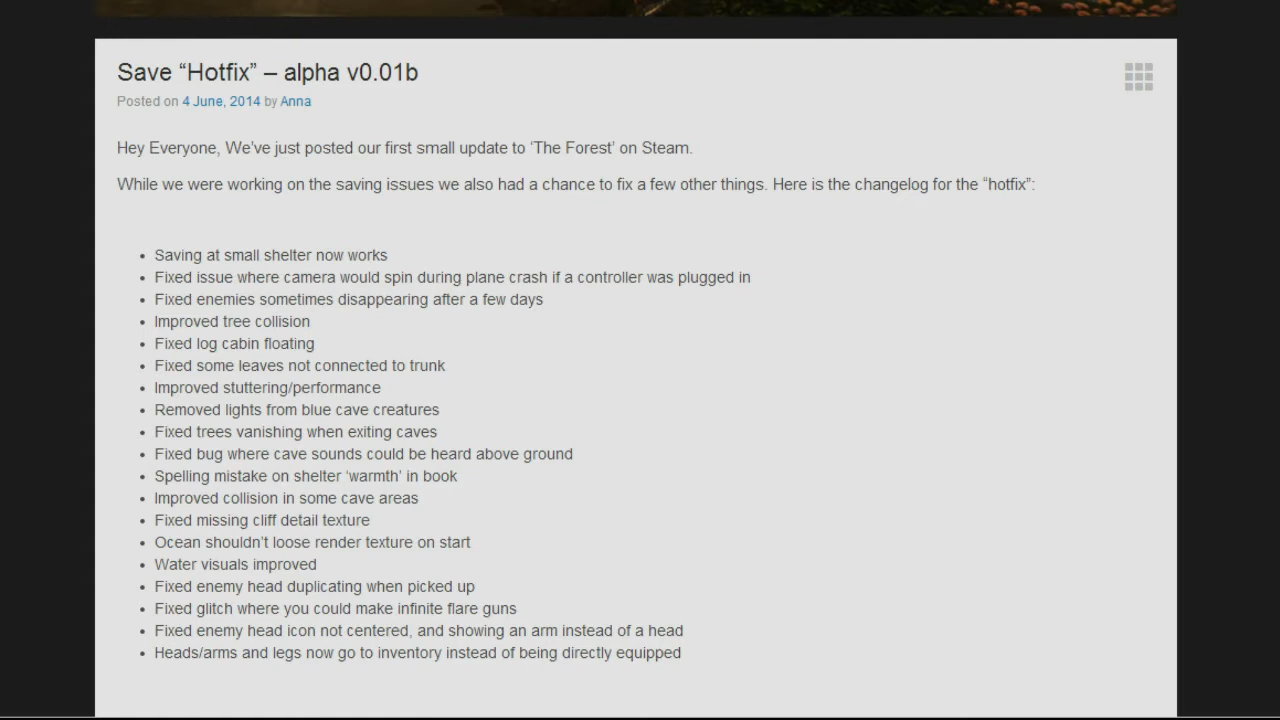 Save “Hotfix” – alpha v0.01b
Posted on 4 June, 2014 by Anna
Hey Everyone, We’ve just posted our first small update to ‘The Forest’ on Steam.
While we were working on the saving issues we also had a chance to fix a few other things. Here is the changelog for the “hotfix”:
• Saving at small shelter now works
• Fixed issue where camera would spin during plane crash if a controller was plugged in
• Fixed enemies sometimes disappearing after a few days
• Improved tree collision
• Fixed log cabin floating
• Fixed some leaves not connected to trunk
• Improved stuttering/performance
• Removed lights from blue cave creatures
• Fixed trees vanishing when exiting caves
• Fixed bug where cave sounds could be heard above ground
• Spelling mistake on shelter ‘warmth’ in book
• Improved collision in some cave areas
• Fixed missing cliff detail texture
• Ocean shouldn’t loose render texture on start
• Water visuals improved
• Fixed enemy head duplicating when picked up
• Fixed glitch where you could make infinite flare guns
• Fixed enemy head icon not centered, and showing an arm instead of a head
• Heads/arms and legs now go to inventory instead of being directly equipped